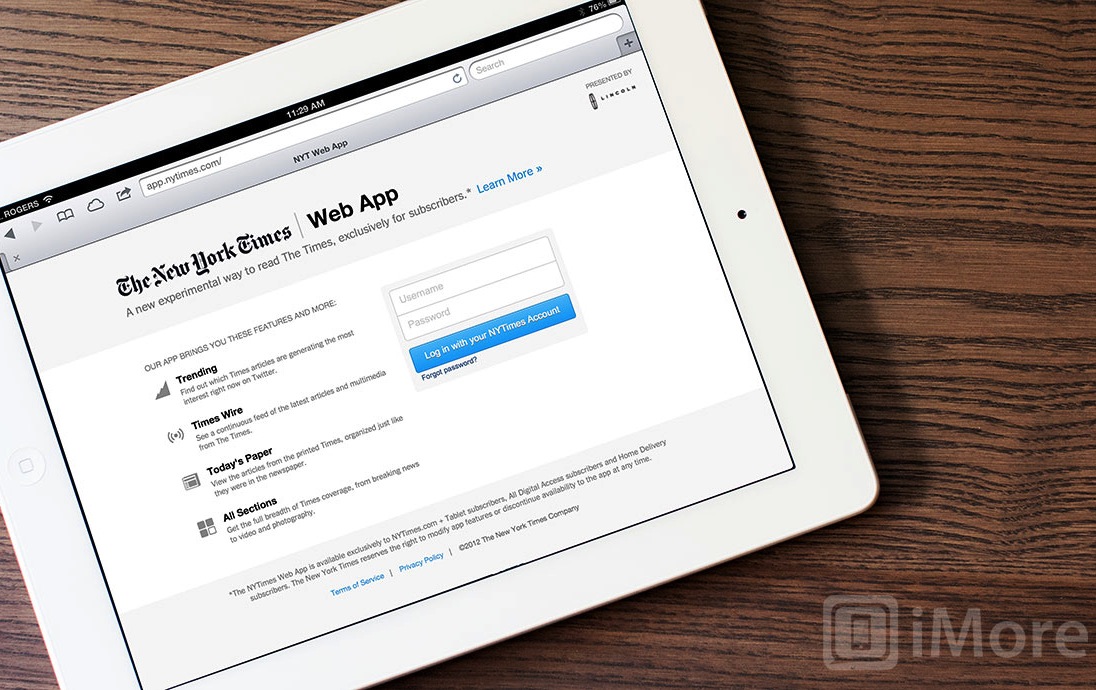 ROGERS
11:29 AM
76%
app.nytimes.com/
Search
NYT Web App
PRESENTED BY
LINCOLN
The New York Times | Web App
A new experimental way to read The Times, exclusively for subscribers.* Learn More »
OUR APP BRINGS YOU THESE FEATURES AND MORE:
Trending
Find out which Times articles are generating the most
interest right now on Twitter.
Times Wire
See a continuous feed of the latest articles and multimedia
from The Times.
Today's Paper
View the articles from the printed Times, organized just like
they were in the newspaper.
All Sections
Get the full breadth of Times coverage, from breaking news
to video and photography.
Username
Password
Log in with your NYTimes Account
Forgot password?
*The NYTimes Web App is available exclusively to NYTimes.com + Tablet subscribers, All Digital Access subscribers and Home Delivery
subscribers. The New York Times reserves the right to modify app features or discontinue availability to the app at any time.
Terms of Service | Privacy Policy | ©2012 The New York Times Company
iMore